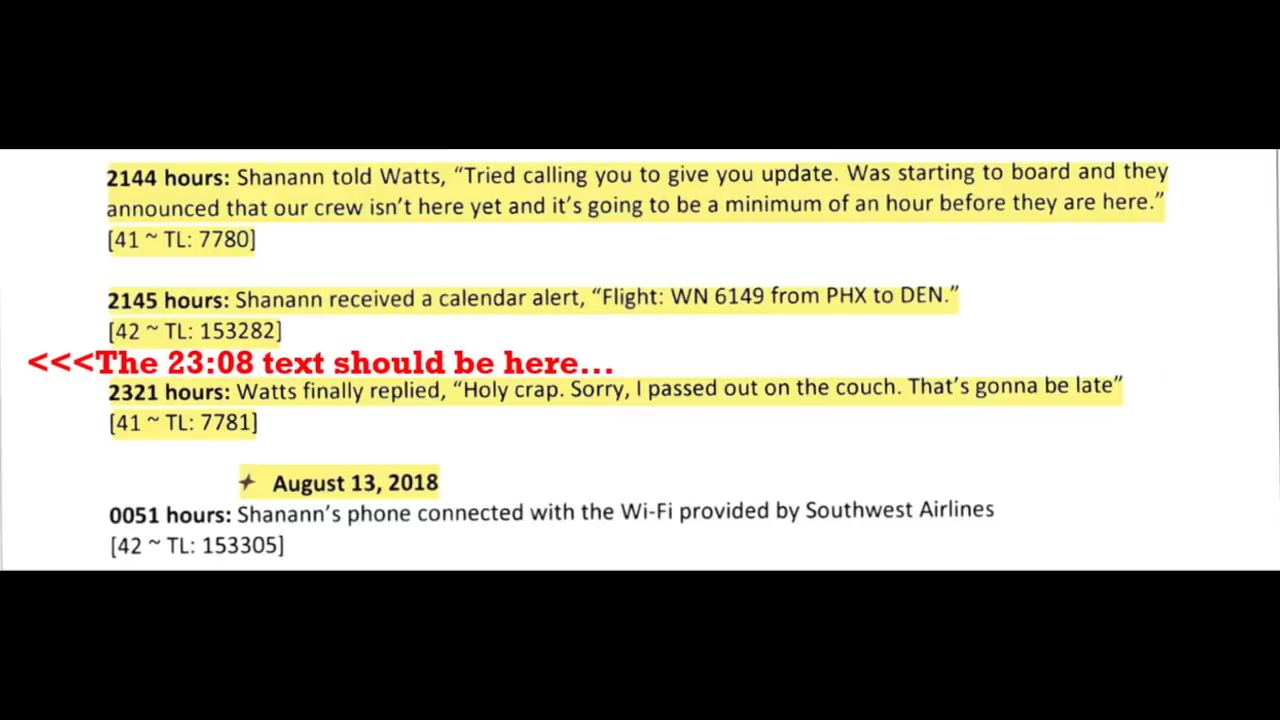 2144 hours: Shanann told Watts, “Tried calling you to give you update. Was starting to board and they
announced that our crew isn’t here yet and it’s going to be a minimum of an hour before they are here.”
[41 ~ TL: 7780]
2145 hours: Shanann received a calendar alert, “Flight: WN 6149 from PHX to DEN.”
[42 ~ TL: 153282]
<<<The 23:08 text should be here...
2321 hours: Watts finally replied, “Holy crap. Sorry, I passed out on the couch. That’s gonna be late”
[41 ~ TL: 7781]
August 13, 2018
0051 hours: Shanann’s phone connected with the Wi-Fi provided by Southwest Airlines
[42 ~ TL: 153305]